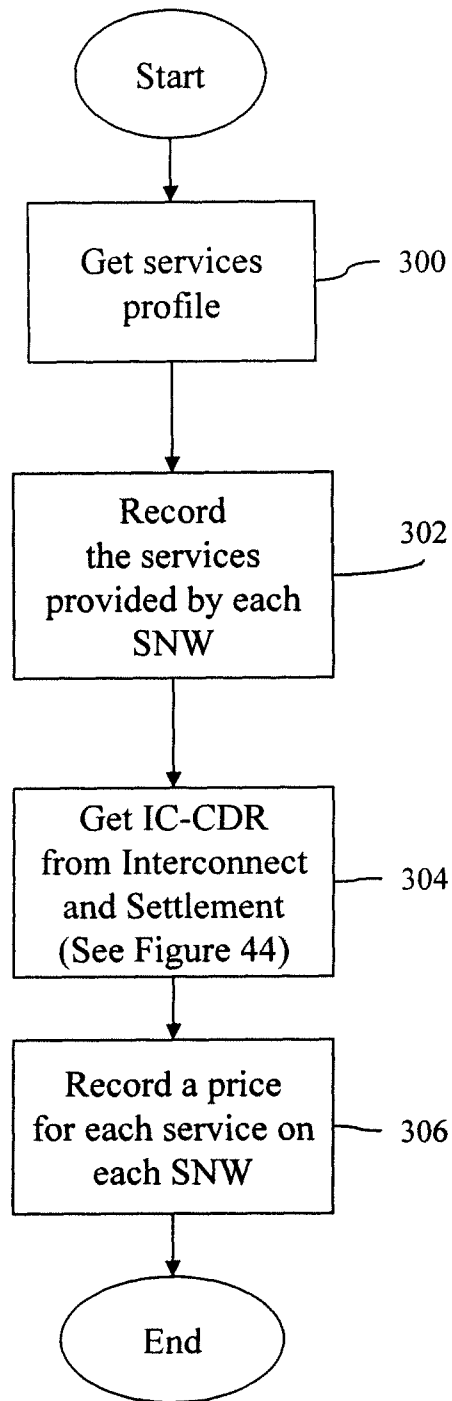 Start
Get services
profile
300
Record
the services
provided by each
SNW
302
Get IC-CDR
from Interconnect
and Settlement
(See Figure 44)
304
Record a price
for each service on
each SNW
306
End